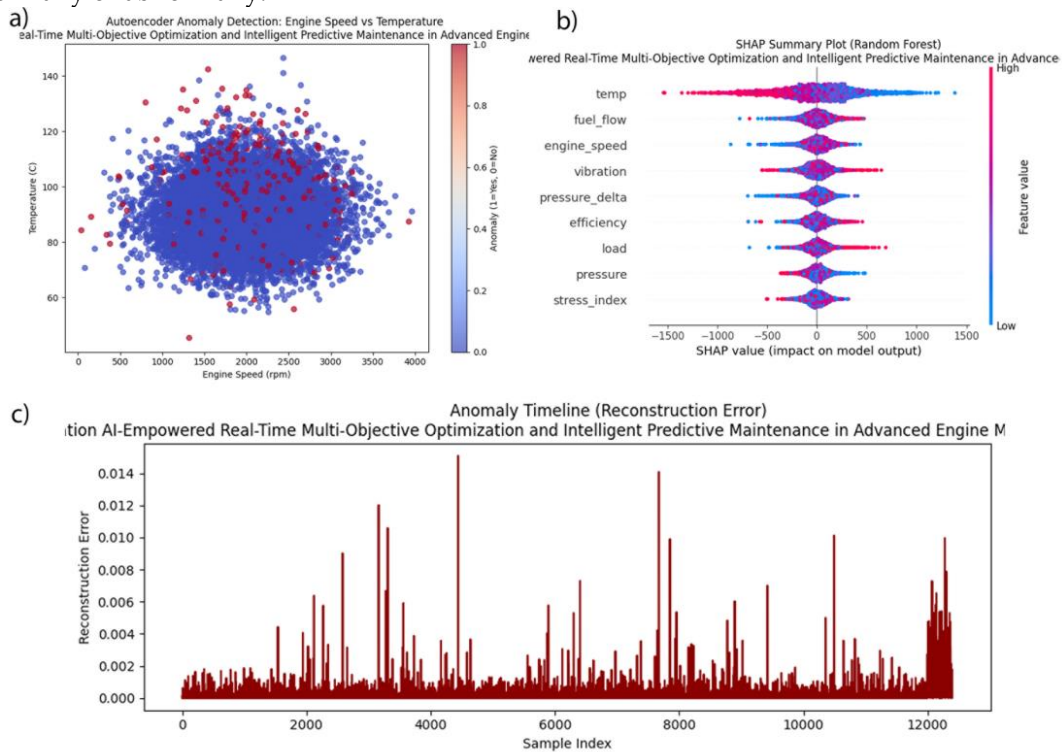 a)
Autoencoder Anomaly Detection: Engine Speed vs Temperature
Real-Time Multi-Objective Optimization and Intelligent Predictive Maintenance in Advanced Engine
140
120
100
80
60
Temperature (C)
0 500 1000 1500 2000 2500 3000 3500 4000
Engine Speed (rpm)
1.0
0.8
0.6
0.4
0.2
0.0
Anomaly (1=Yes, 0=No)
b)
SHAP Summary Plot (Random Forest)
wered Real-Time Multi-Objective Optimization and Intelligent Predictive Maintenance in Advance
High
temp
fuel_flow
engine_speed
vibration
pressure_delta
efficiency
load
pressure
stress_index
Low
Feature value
−1500 −1000 −500 0 500 1000 1500
SHAP value (impact on model output)
c)
Anomaly Timeline (Reconstruction Error)
ation AI-Empowered Real-Time Multi-Objective Optimization and Intelligent Predictive Maintenance in Advanced Engine M
0.014
0.012
0.010
0.008
0.006
0.004
0.002
0.000
Reconstruction Error
0 2000 4000 6000 8000 10000 12000
Sample Index